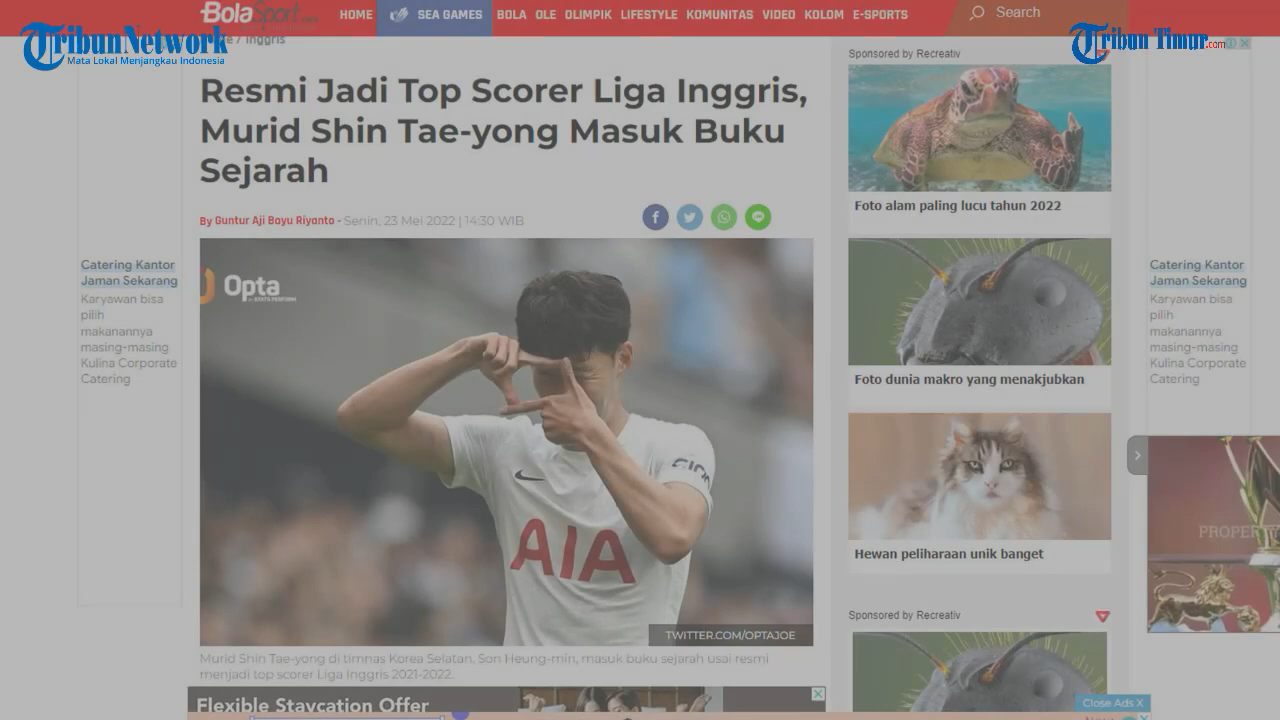 BolaSport.com
HOME
SEA GAMES
BOLA
OLE
OLIMPIK
LIFESTYLE
KOMUNITAS
VIDEO
KOLOM
E-SPORTS
Search
TribunNetwork
Mata Lokal Menjangkau Indonesia
Tribun Timur.com
/ Inggris
Resmi Jadi Top Scorer Liga Inggris,
Murid Shin Tae-yong Masuk Buku
Sejarah
By Guntur Aji Bayu Riyanto - Senin, 23 Mei 2022 | 14:30 WIB
Opta
BY STATS PERFORM
AIA
TWITTER.COM/OPTAJOE
Murid Shin Tae-yong di timnas Korea Selatan, Son Heung-min, masuk buku sejarah usai resmi
menjadi top scorer Liga Inggris 2021-2022.
Flexible Staycation Offer
Catering Kantor
Jaman Sekarang
Karyawan bisa
pilih
makanannya
masing-masing
Kulina Corporate
Catering
Sponsored by Recreativ
Foto alam paling lucu tahun 2022
Foto dunia makro yang menakjubkan
Hewan peliharaan unik banget
Sponsored by Recreativ
Catering Kantor
Jaman Sekarang
Karyawan bisa
pilih
makanannya
masing-masing
Kulina Corporate
Catering
Close Ads X